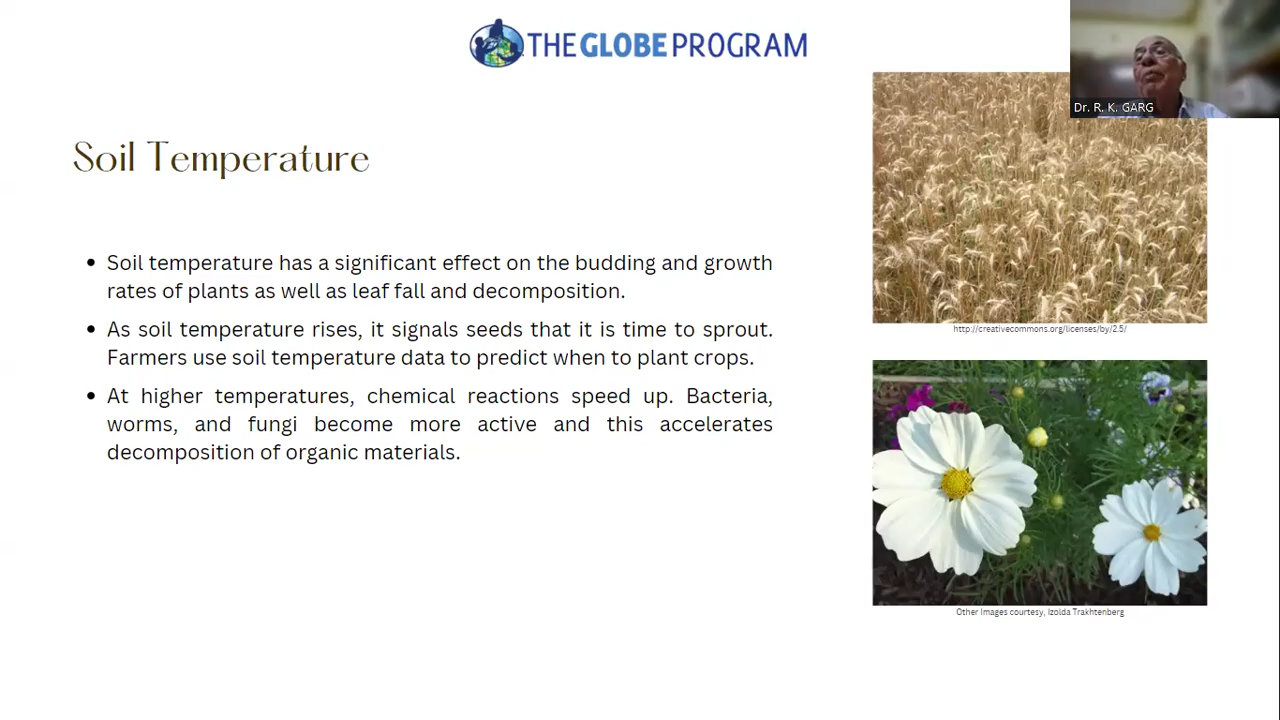 THE GLOBE PROGRAM
Dr. R. K. GARG
Soil Temperature
• Soil temperature has a significant effect on the budding and growth
rates of plants as well as leaf fall and decomposition.
• As soil temperature rises, it signals seeds that it is time to sprout.
Farmers use soil temperature data to predict when to plant crops.
• At higher temperatures, chemical reactions speed up. Bacteria,
worms, and fungi become more active and this accelerates
decomposition of organic materials.
http://creativecommons.org/licenses/by/2.5/
Other Images courtesy, Izolda Trakhtenberg